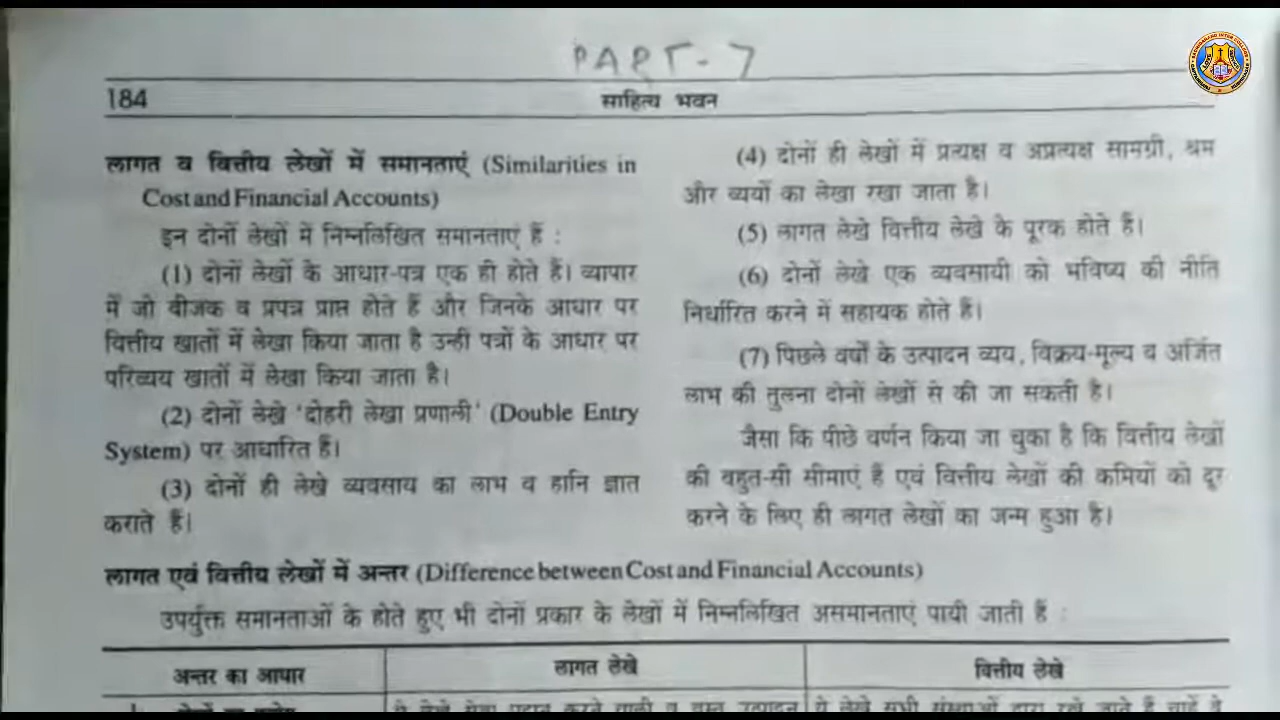 PART-7
184
साहित्य भवन
लागत व वित्तीय लेखों में समानताएं (Similarities in
Cost and Financial Accounts)
इन दोनों लेखों में निम्नलिखित समानताएं हैं :
(1) दोनों लेखों के आधार-पत्र एक ही होते हैं। व्यापार
में जो बीजक व प्रपत्र प्राप्त होते हैं और जिनके आधार पर
वित्तीय खातों में लेखा किया जाता है उन्हीं पत्रों के आधार पर
परिव्यय खातों में लेखा किया जाता है।
(2) दोनों लेखे 'दोहरी लेखा प्रणाली' (Double Entry
System) पर आधारित हैं।
(3) दोनों ही लेखे व्यवसाय का लाभ व हानि ज्ञात
कराते हैं।
(4) दोनों ही लेखों में प्रत्यक्ष व अप्रत्यक्ष सामग्री, श्रम
और व्ययों का लेखा रखा जाता है।
(5) लागत लेखे वित्तीय लेखे के पूरक होते हैं।
(6) दोनों लेखे एक व्यवसायी को भविष्य की नीति
निर्धारित करने में सहायक होते हैं।
(7) पिछले वर्षों के उत्पादन व्यय, विक्रय-मूल्य व अर्जित
लाभ की तुलना दोनों लेखों से की जा सकती है।
जैसा कि पीछे वर्णन किया जा चुका है कि वित्तीय लेखों
की बहुत-सी सीमाएं हैं एवं वित्तीय लेखों की कमियों को दूर
करने के लिए ही लागत लेखों का जन्म हुआ है।
लागत एवं वित्तीय लेखों में अन्तर (Difference between Cost and Financial Accounts)
उपर्युक्त समानताओं के होते हुए भी दोनों प्रकार के लेखों में निम्नलिखित असमानताएं पायी जाती हैं :
अन्तर का आधार
लागत लेखे
वित्तीय लेखे